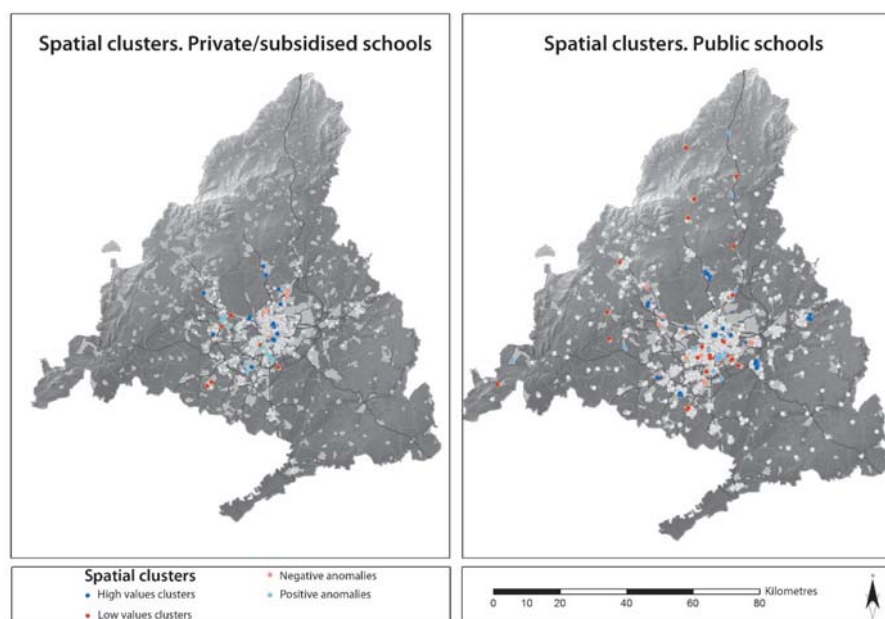 Spatial clusters. Private/subsidised schools
Spatial clusters. Public schools
Spatial clusters
High values clusters
Low values clusters
Negative anomalies
Positive anomalies
Kilometres
0 10 20 40 60 80